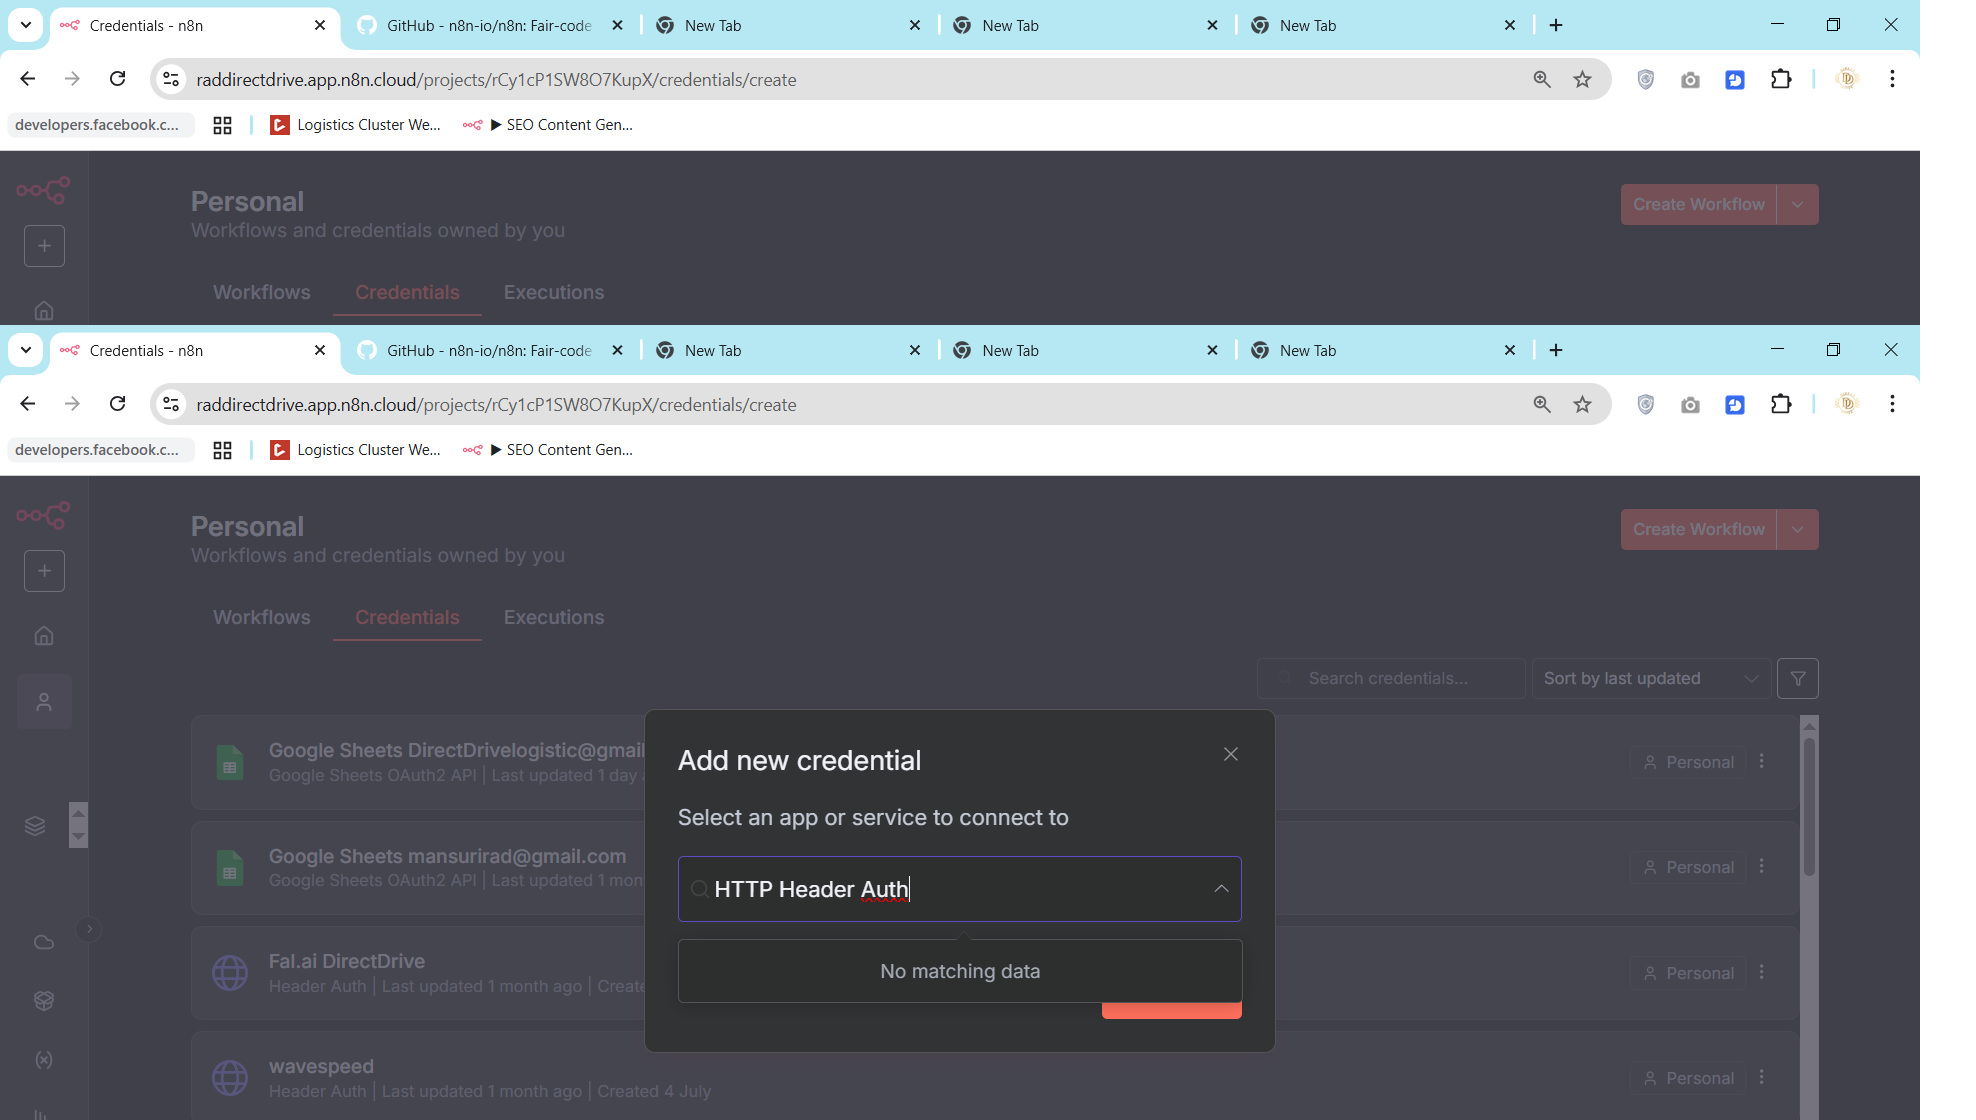 Credentials - n8n
GitHub - n8n-io/n8n: Fair-code
New Tab
New Tab
New Tab
raddirectdrive.app.n8n.cloud/projects/rCy1cP1SW8O7KupX/credentials/create
developers.facebook.c...
Logistics Cluster We...
▶ SEO Content Gen...
Personal
Workflows and credentials owned by you
Create Workflow
Workflows
Credentials
Executions
Credentials - n8n
GitHub - n8n-io/n8n: Fair-code
New Tab
New Tab
New Tab
raddirectdrive.app.n8n.cloud/projects/rCy1cP1SW8O7KupX/credentials/create
developers.facebook.c...
Logistics Cluster We...
▶ SEO Content Gen...
Personal
Workflows and credentials owned by you
Create Workflow
Workflows
Credentials
Executions
Search credentials...
Sort by last updated
Google Sheets DirectDrivelogistic@gmail
Google Sheets OAuth2 API | Last updated 1 day
Personal
Google Sheets mansurirad@gmail.com
Google Sheets OAuth2 API | Last updated 1 mon
Personal
Fal.ai DirectDrive
Header Auth | Last updated 1 month ago | Create
Personal
wavespeed
Header Auth | Last updated 1 month ago | Created 4 July
Personal
Add new credential
Select an app or service to connect to
HTTP Header Auth
No matching data